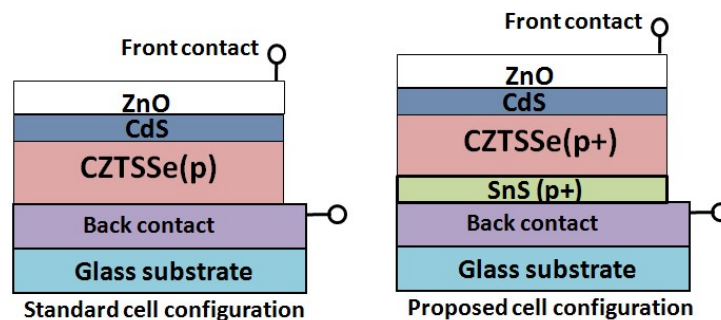 Front contact
ZnO
CdS
CZTSSe(p)
Back contact
Glass substrate
Standard cell configuration
Front contact
ZnO
CdS
CZTSSe(p+)
SnS (p+)
Back contact
Glass substrate
Proposed cell configuration